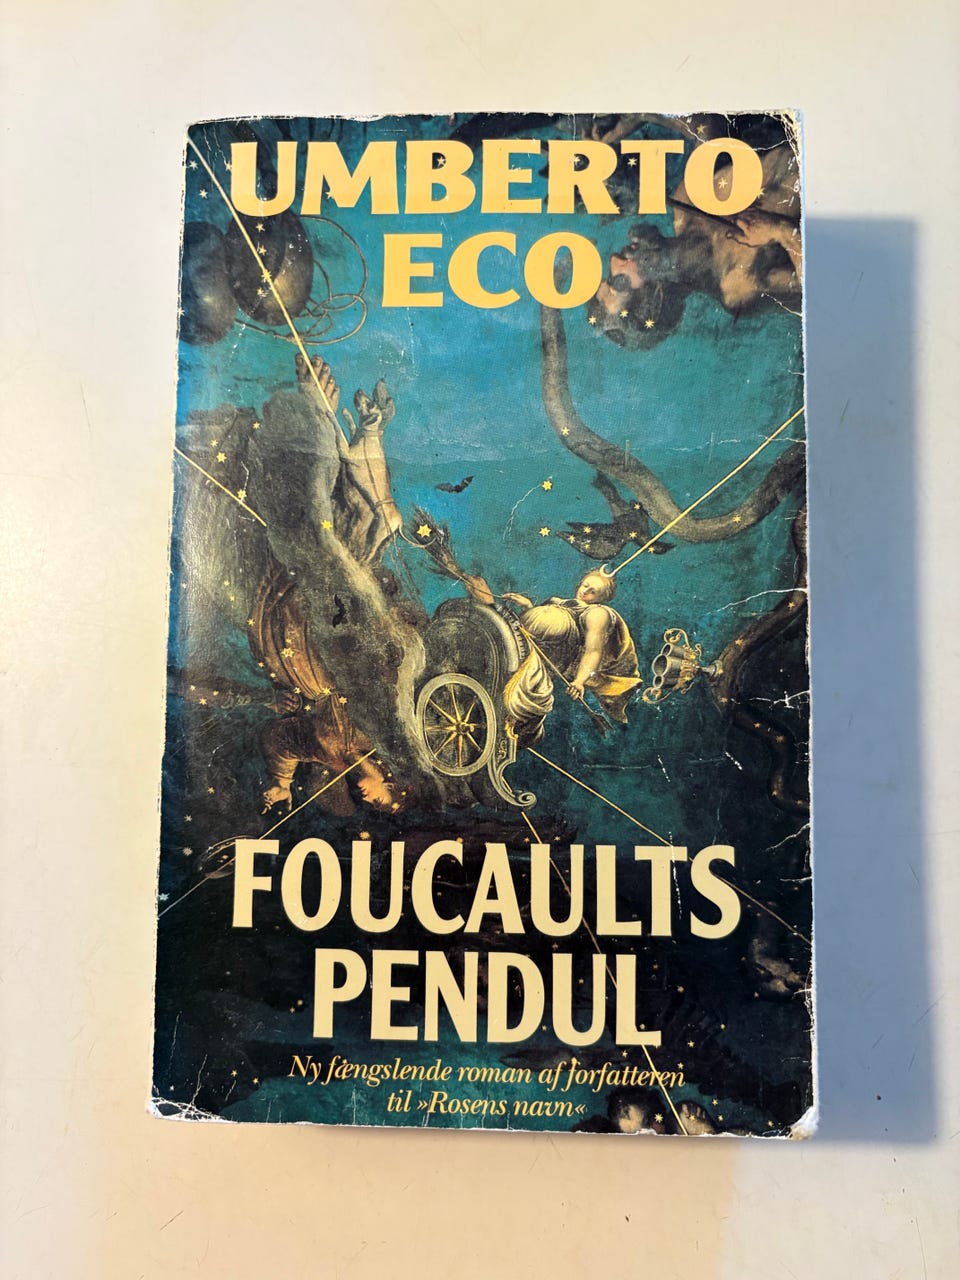 UMBERTO
ECO
FOUCAULTS
PENDUL
Ny fængslende roman af forfatteren
til »Rosens navn«